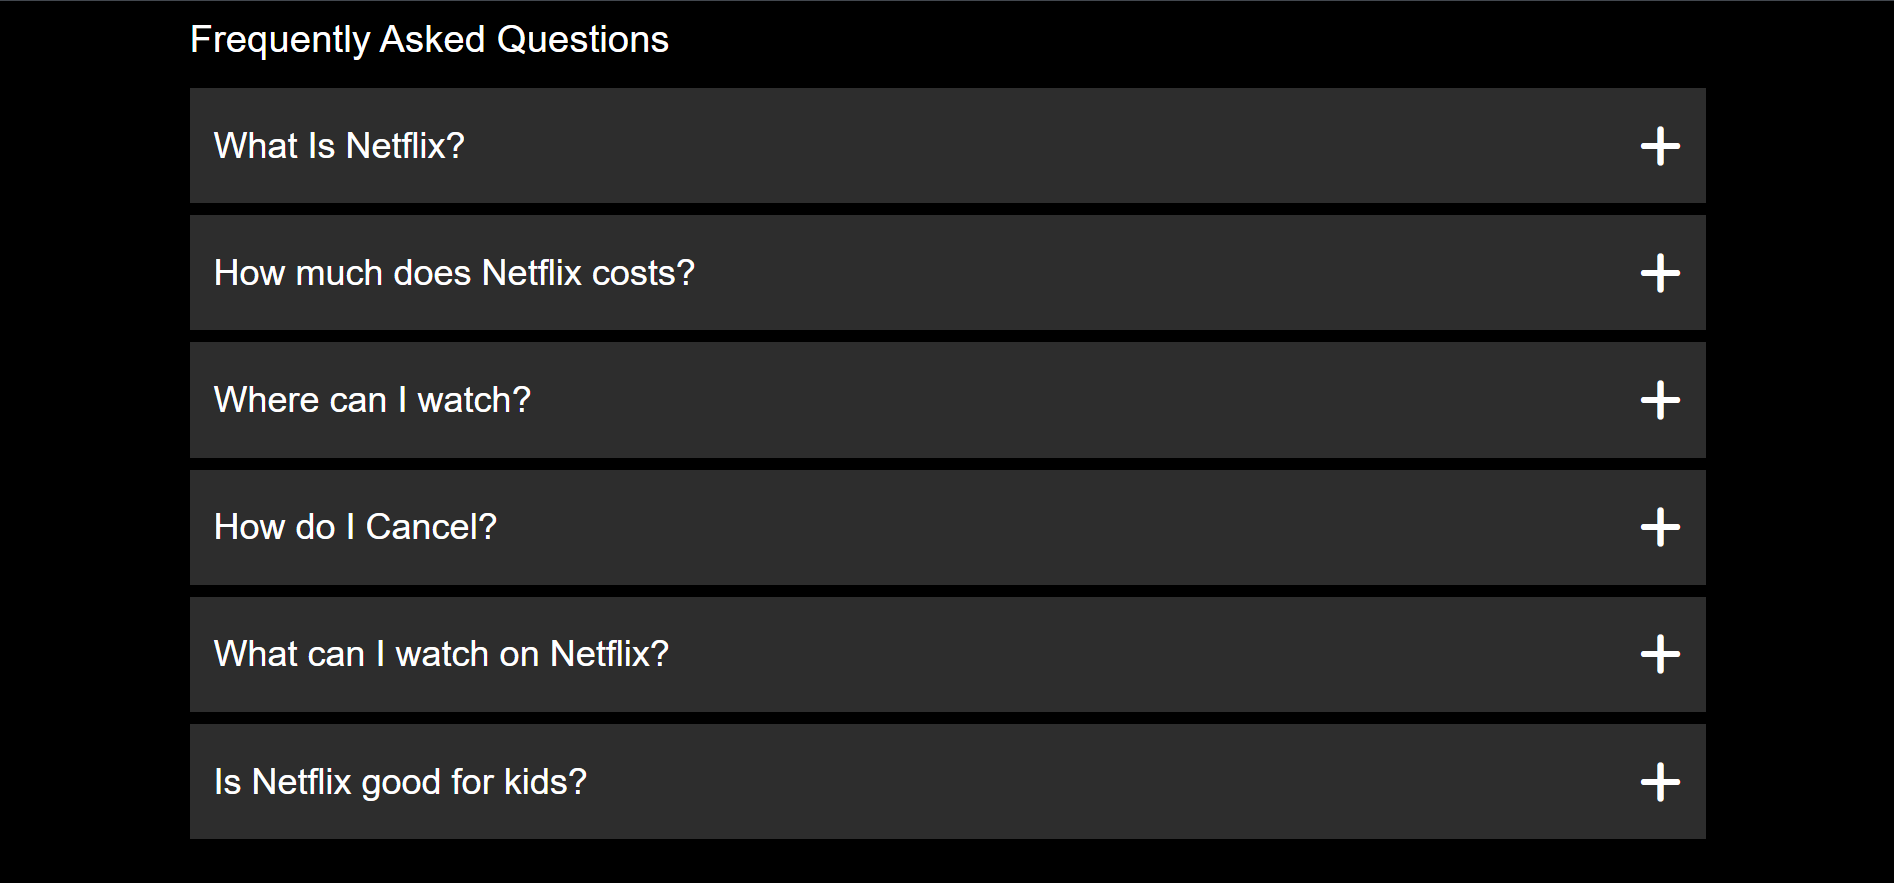 Frequently Asked Questions
What Is Netflix?
How much does Netflix costs?
Where can I watch?
How do I Cancel?
What can I watch on Netflix?
Is Netflix good for kids?